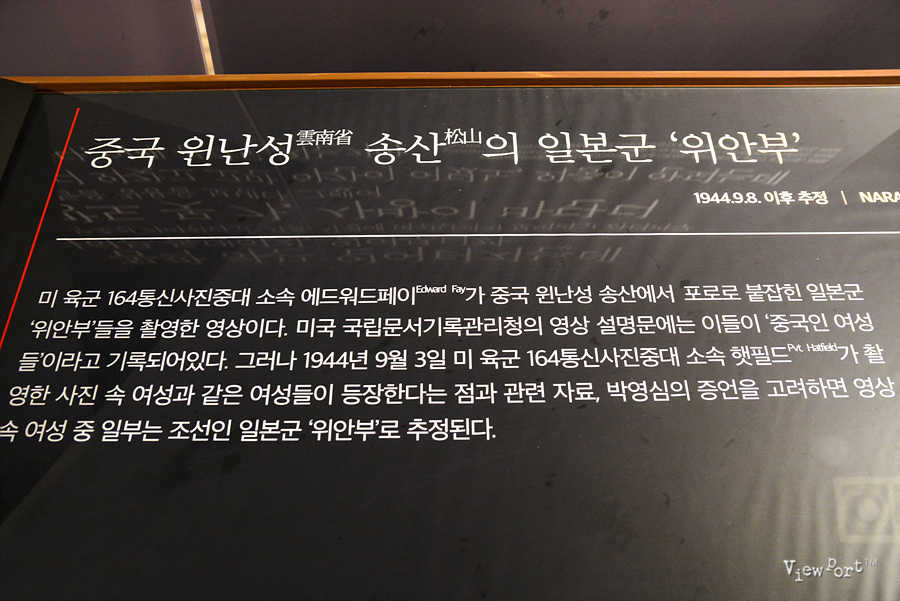 중국 윈난성雲南省 송산松山의 일본군 ‘위안부’
1944.9.8. 이후 추정 | NARA
미 육군 164통신사진중대 소속 에드워드페이Edward Fay가 중국 윈난성 송산에서 포로로 붙잡힌 일본군
‘위안부’들을 촬영한 영상이다. 미국 국립문서기록관리청의 영상 설명문에는 이들이 ‘중국인 여성
들’이라고 기록되어있다. 그러나 1944년 9월 3일 미 육군 164통신사진중대 소속 햇필드Pvt. Hatfield가 촬
영한 사진 속 여성과 같은 여성들이 등장한다는 점과 관련 자료, 박영심의 증언을 고려하면 영상
속 여성 중 일부는 조선인 일본군 ‘위안부’로 추정된다.
ViewPort™